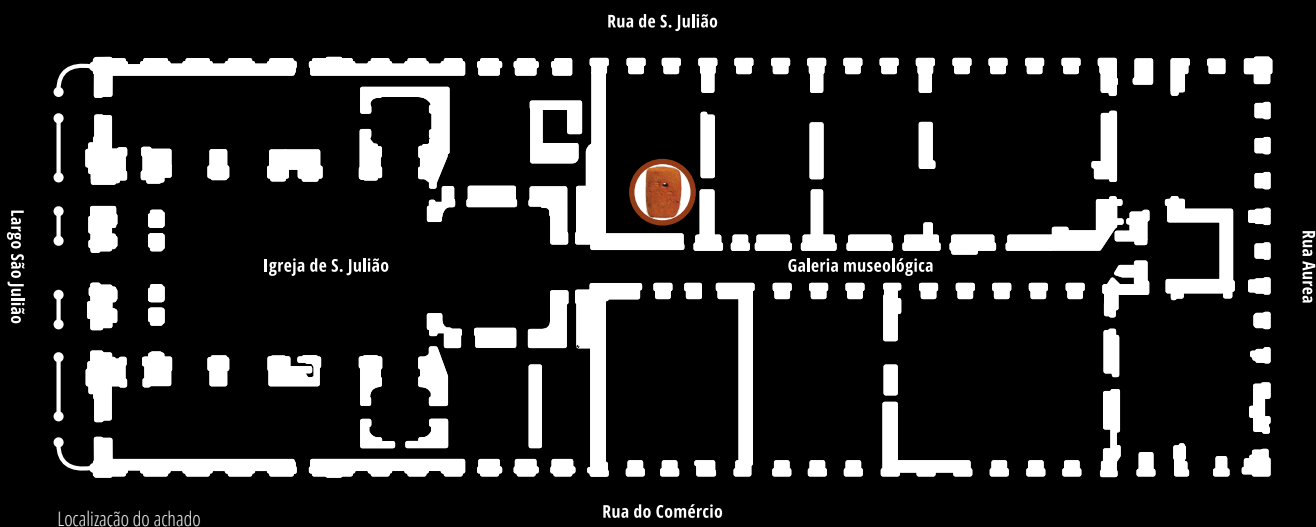 Rua de S. Julião
Largo São Julião
Igreja de S. Julião
Galeria museológica
Rua Aurea
Rua do Comércio
Localização do achado